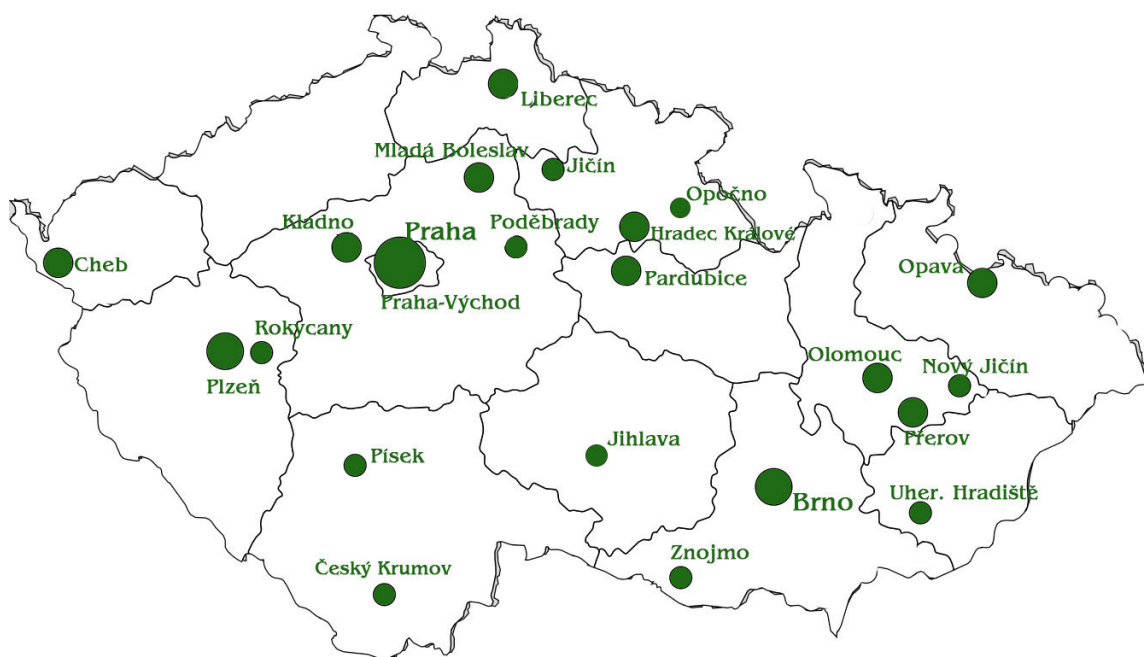 Liberec
Mladá Boleslav
Jičín
Opočno
Kladno
Praha
Poděbrady
Hradec Králové
Cheb
Opava
Pardubice
Praha-Východ
Rokycany
Olomouc
Nový Jičín
Plzeň
Přerov
Jihlava
Písek
Uher. Hradiště
Brno
Znojmo
Český Krumov